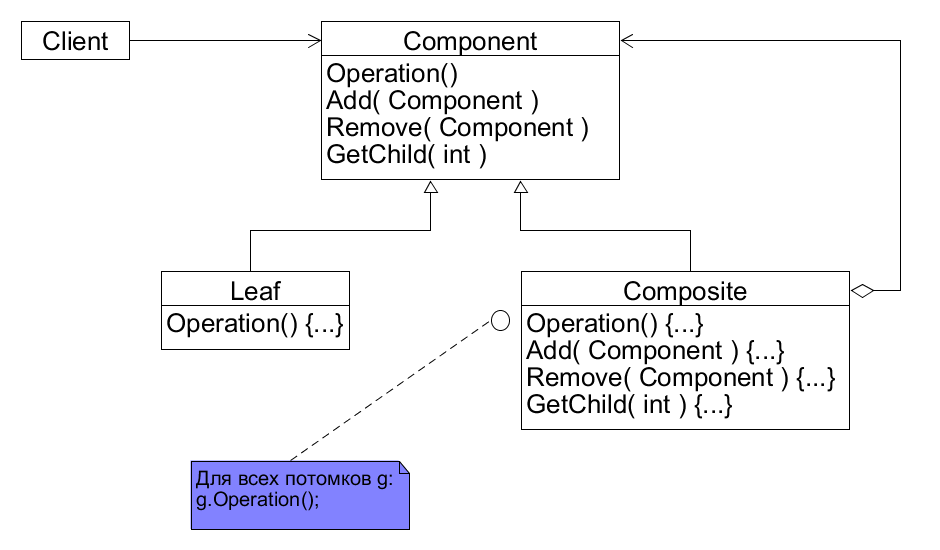 Client
Component
Operation()
Add( Component )
Remove( Component )
GetChild( int )
Leaf
Operation() {...}
Composite
Operation() {...}
Add( Component ) {...}
Remove( Component ) {...}
GetChild( int ) {...}
Для всех потомков g:
g.Operation();